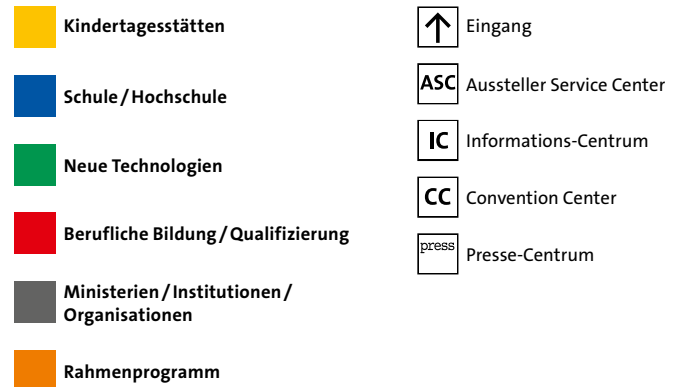 Kindertagesstätten
Schule / Hochschule
Neue Technologien
Berufliche Bildung / Qualifizierung
Ministerien / Institutionen /
Organisationen
Rahmenprogramm
Eingang
ASC Aussteller Service Center
IC Informations-Centrum
CC Convention Center
press Presse-Centrum